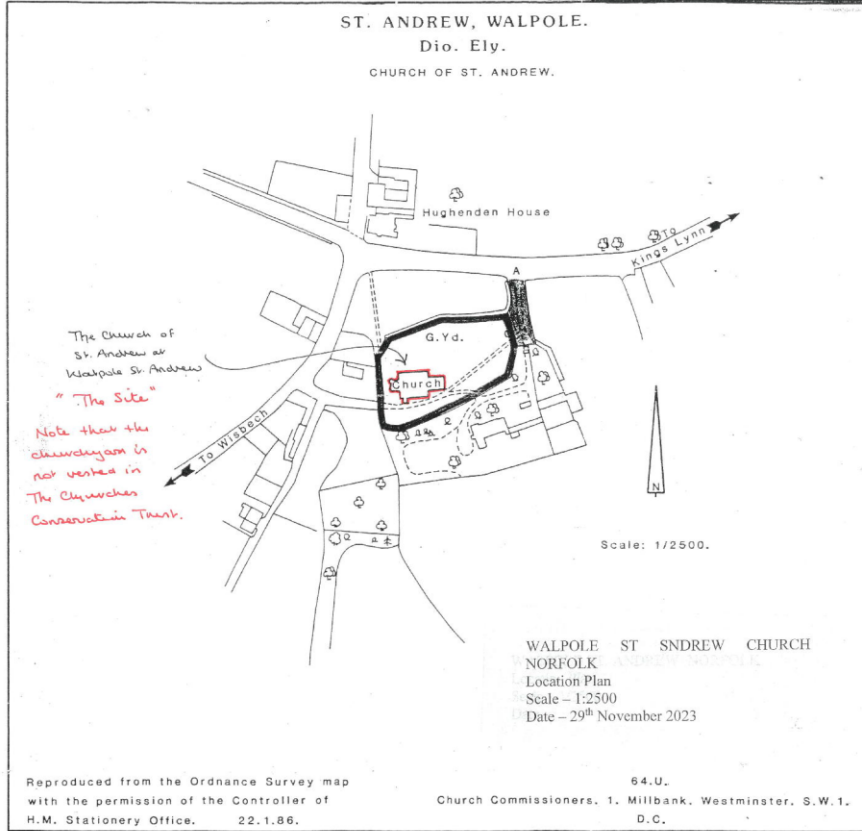 ST. ANDREW, WALPOLE.
Dio. Ely.
CHURCH OF ST. ANDREW.
Hughenden House
To
Kings Lynn
A
G.Yd.
The Church of
St. Andrew at
Walpole St. Andrew
Church
" The Site"
Note that the
churchyard is
not vested in
The Churches
Conservation Trust.
To Wisbech
N
Scale: 1/2500.
WALPOLE ST SNDREW CHURCH
NORFOLK
Location Plan
Scale – 1:2500
Date – 29th November 2023
Reproduced from the Ordnance Survey map
with the permission of the Controller of
H.M. Stationery Office. 22.1.86.
64.U.
Church Commissioners, 1, Millbank, Westminster, S.W.1.
D.C.